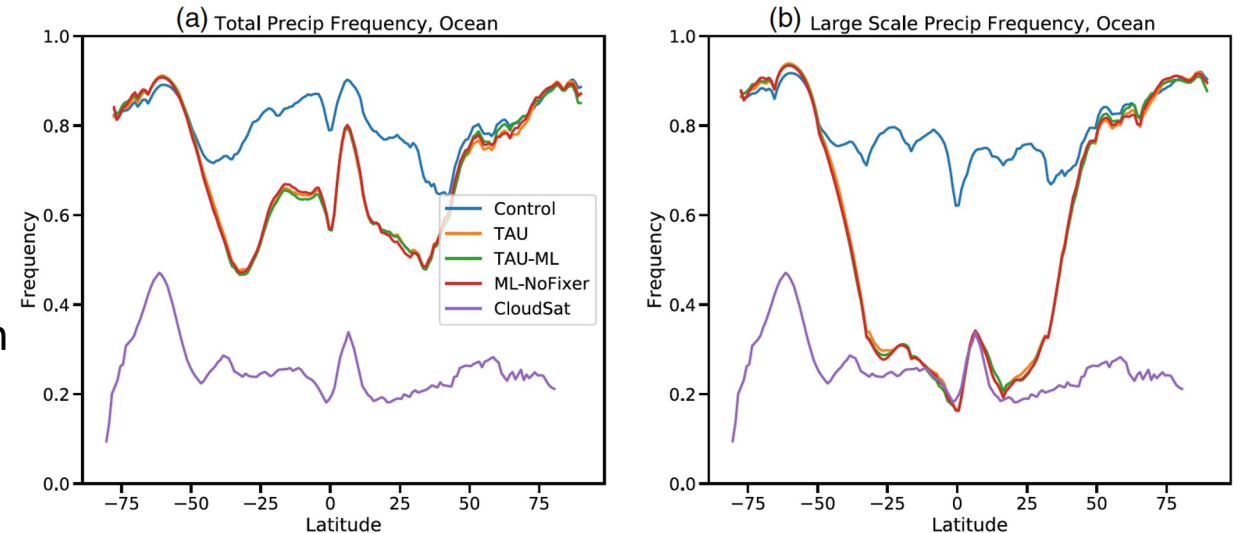 (a) Total Precip Frequency, Ocean
1.0
0.8
0.6
0.4
0.2
0.0
Frequency
−75 −50 −25 0 25 50 75
Latitude
Control
TAU
TAU-ML
ML-NoFixer
CloudSat
(b) Large Scale Precip Frequency, Ocean
1.0
0.8
0.6
0.4
0.2
0.0
Frequency
−75 −50 −25 0 25 50 75
Latitude